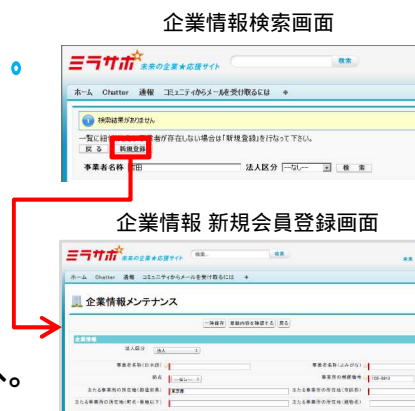 企業情報検索画面
ミラサポ 未来の企業★応援サイト 検索
ホーム Chatter 速報 コミュニティからメールを受け取るには +
検索結果がありません
一覧に紐 業者が存在しない場合は「新規登録」を行なって下さい。
戻る 新規登録
事業者名称 田 法人区分 --なし-- 検 索
企業情報 新規会員登録画面
ミラサポ 未来の企業★応援サイト 検索... 検索
ホーム Chatter 速報 コミュニティからメールを受け取るには +
企業情報メンテナンス
一時保存 登録内容を確認する 戻る
企業情報
法人区分 法人
事業者名称(日本語) 事業者名称(よみがな)
拠点 --なし-- 事業所の郵便番号
主たる事業所の所在地(都道府県) 東京都 主たる事業所の所在地(市区郡)
主たる事業所の所在地(町名・番地以下) 主たる事業所の所在地(建物名)